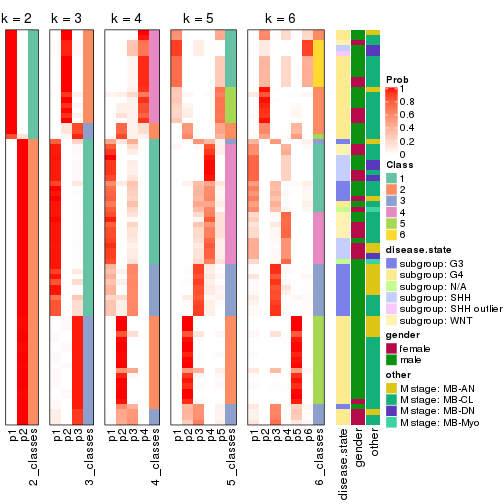 k = 2 k = 3 k = 4 k = 5 k = 6
Prob
1
0.8
0.6
0.4
0.2
0
Class
1
2
3
4
5
6
disease.state
subgroup: G3
subgroup: G4
subgroup: N/A
subgroup: SHH
subgroup: SHH outlier
subgroup: WNT
gender
female
male
other
M stage: MB-AN
M stage: MB-CL
M stage: MB-DN
M stage: MB-Myo
p1 p2 2_classes p1 p2 p3 3_classes p1 p2 p3 p4 4_classes p1 p2 p3 p4 p5 5_classes p1 p2 p3 p4 p5 p6 6_classes disease.state gender other